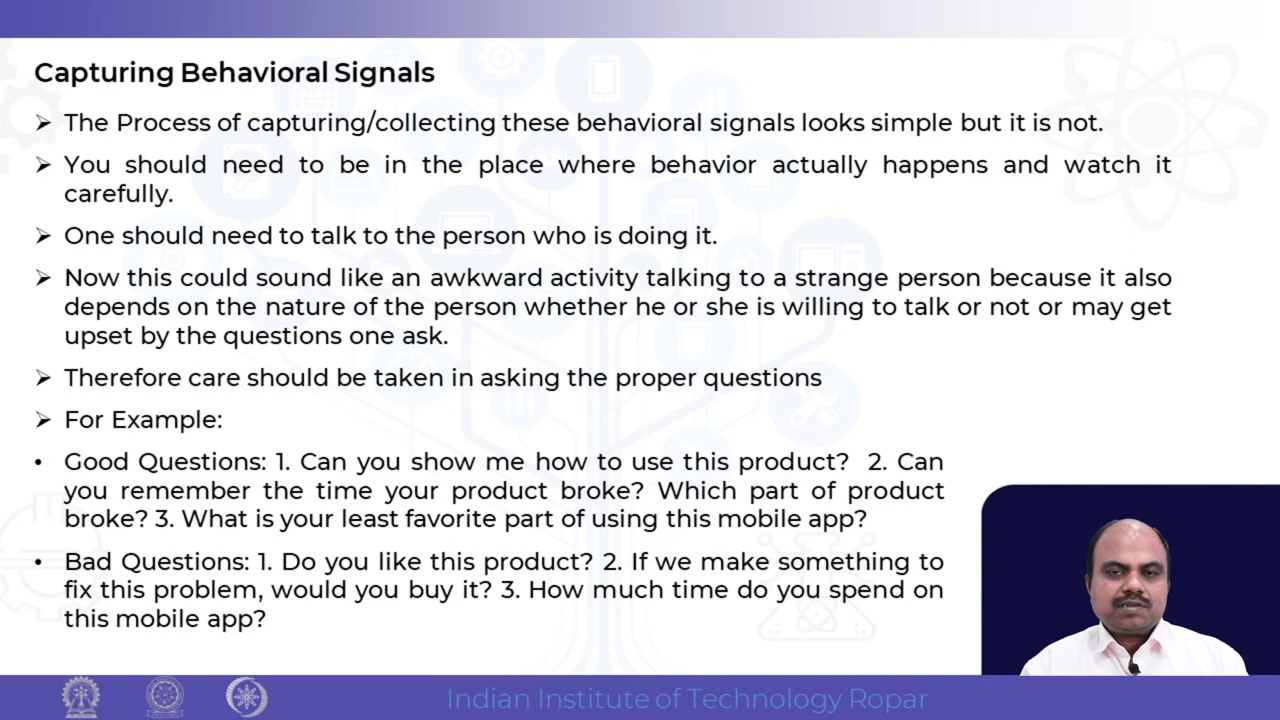 Capturing Behavioral Signals
➢ The Process of capturing/collecting these behavioral signals looks simple but it is not.
➢ You should need to be in the place where behavior actually happens and watch it
carefully.
➢ One should need to talk to the person who is doing it.
➢ Now this could sound like an awkward activity talking to a strange person because it also
depends on the nature of the person whether he or she is willing to talk or not or may get
upset by the questions one ask.
➢ Therefore care should be taken in asking the proper questions
➢ For Example:
• Good Questions: 1. Can you show me how to use this product? 2. Can
you remember the time your product broke? Which part of product
broke? 3. What is your least favorite part of using this mobile app?
• Bad Questions: 1. Do you like this product? 2. If we make something to
fix this problem, would you buy it? 3. How much time do you spend on
this mobile app?
Indian Institute of Technology Ropar